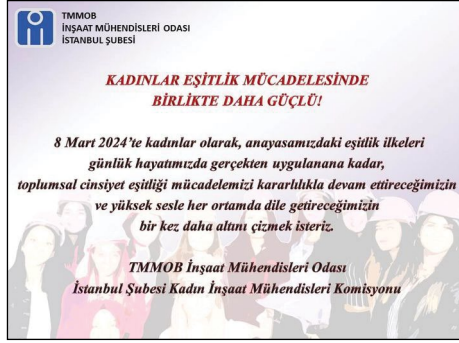 TMMOB
İNŞAAT MÜHENDİSLERİ ODASI
İSTANBUL ŞUBESİ
KADINLAR EŞİTLİK MÜCADELESİNDE
BİRLİKTE DAHA GÜÇLÜ!
8 Mart 2024'te kadınlar olarak, anayasamızdaki eşitlik ilkeleri
günlük hayatımızda gerçekten uygulanana kadar,
toplumsal cinsiyet eşitliği mücadelemizi kararlılıkla devam ettireceğimizin
ve yüksek sesle her ortamda dile getireceğimizin
bir kez daha altını çizmek isteriz.
TMMOB İnşaat Mühendisleri Odası
İstanbul Şubesi Kadın İnşaat Mühendisleri Komisyonu